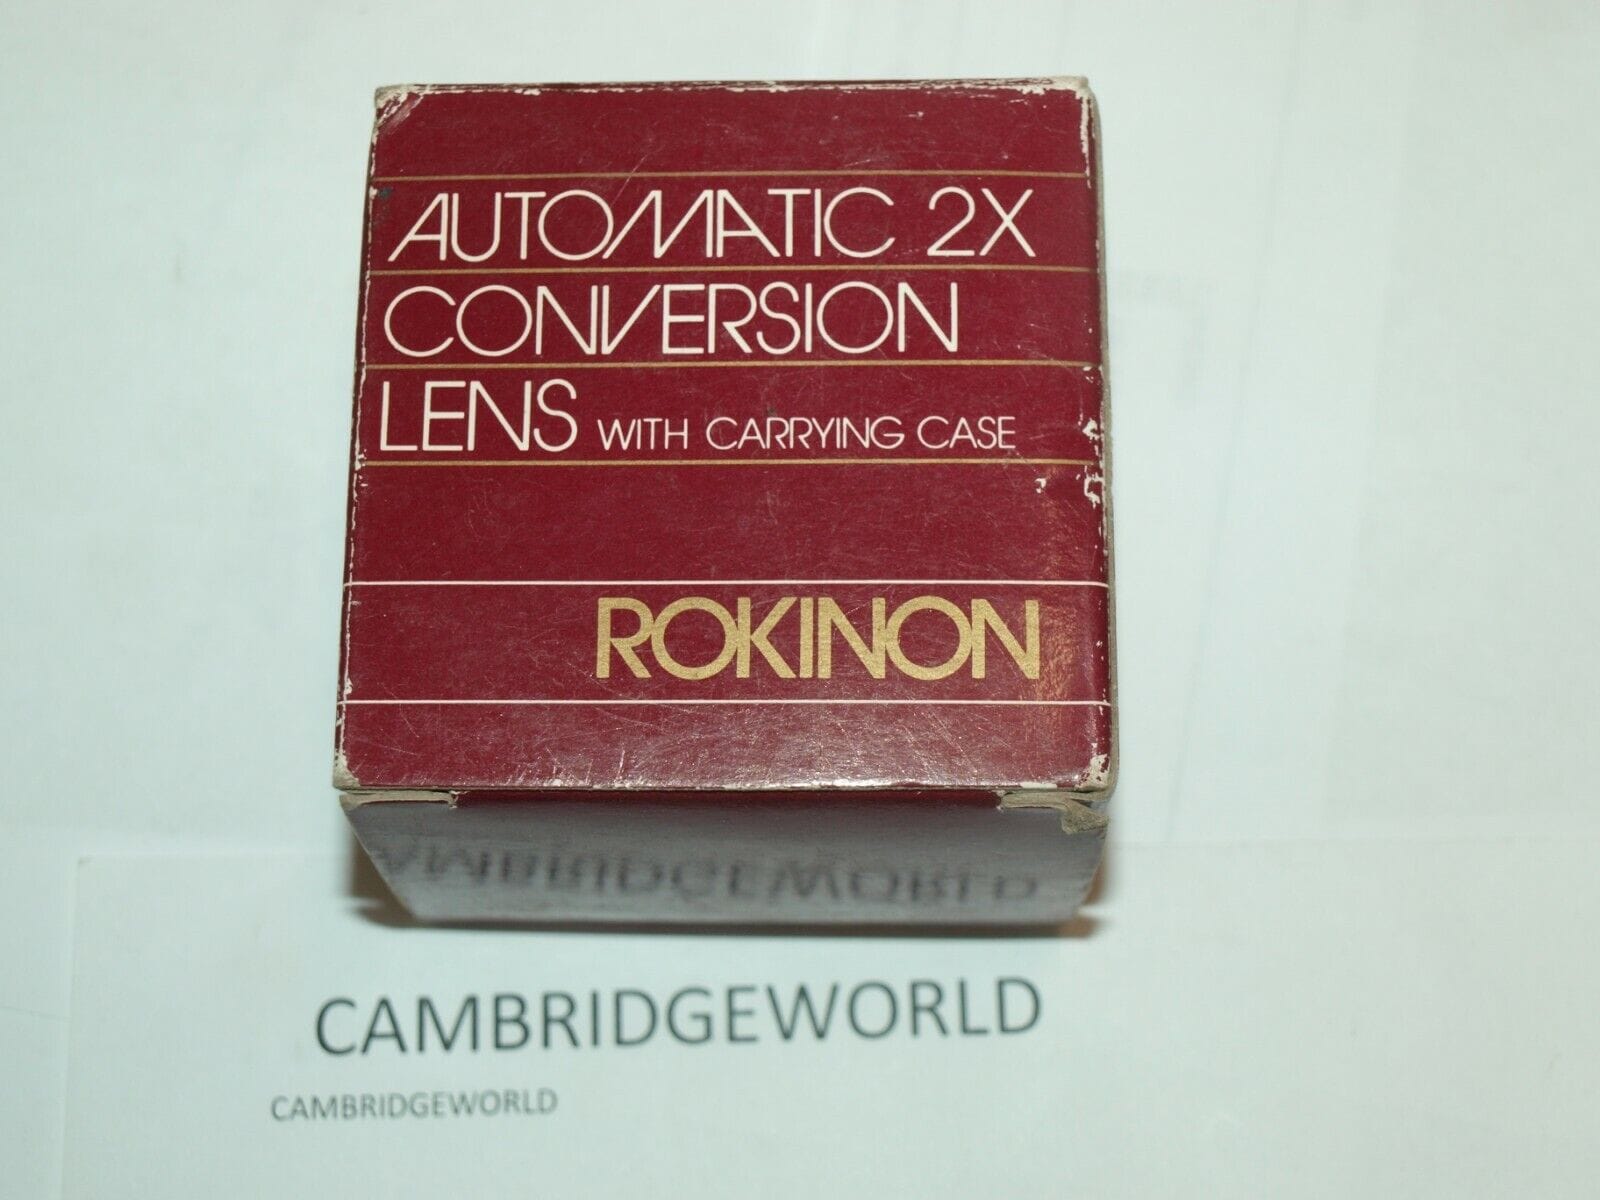 AUTOMATIC 2X
CONVERSION
LENS WITH CARRYING CASE
ROKINON
CAMBRIDGEWORLD
CAMBRIDGEWORLD